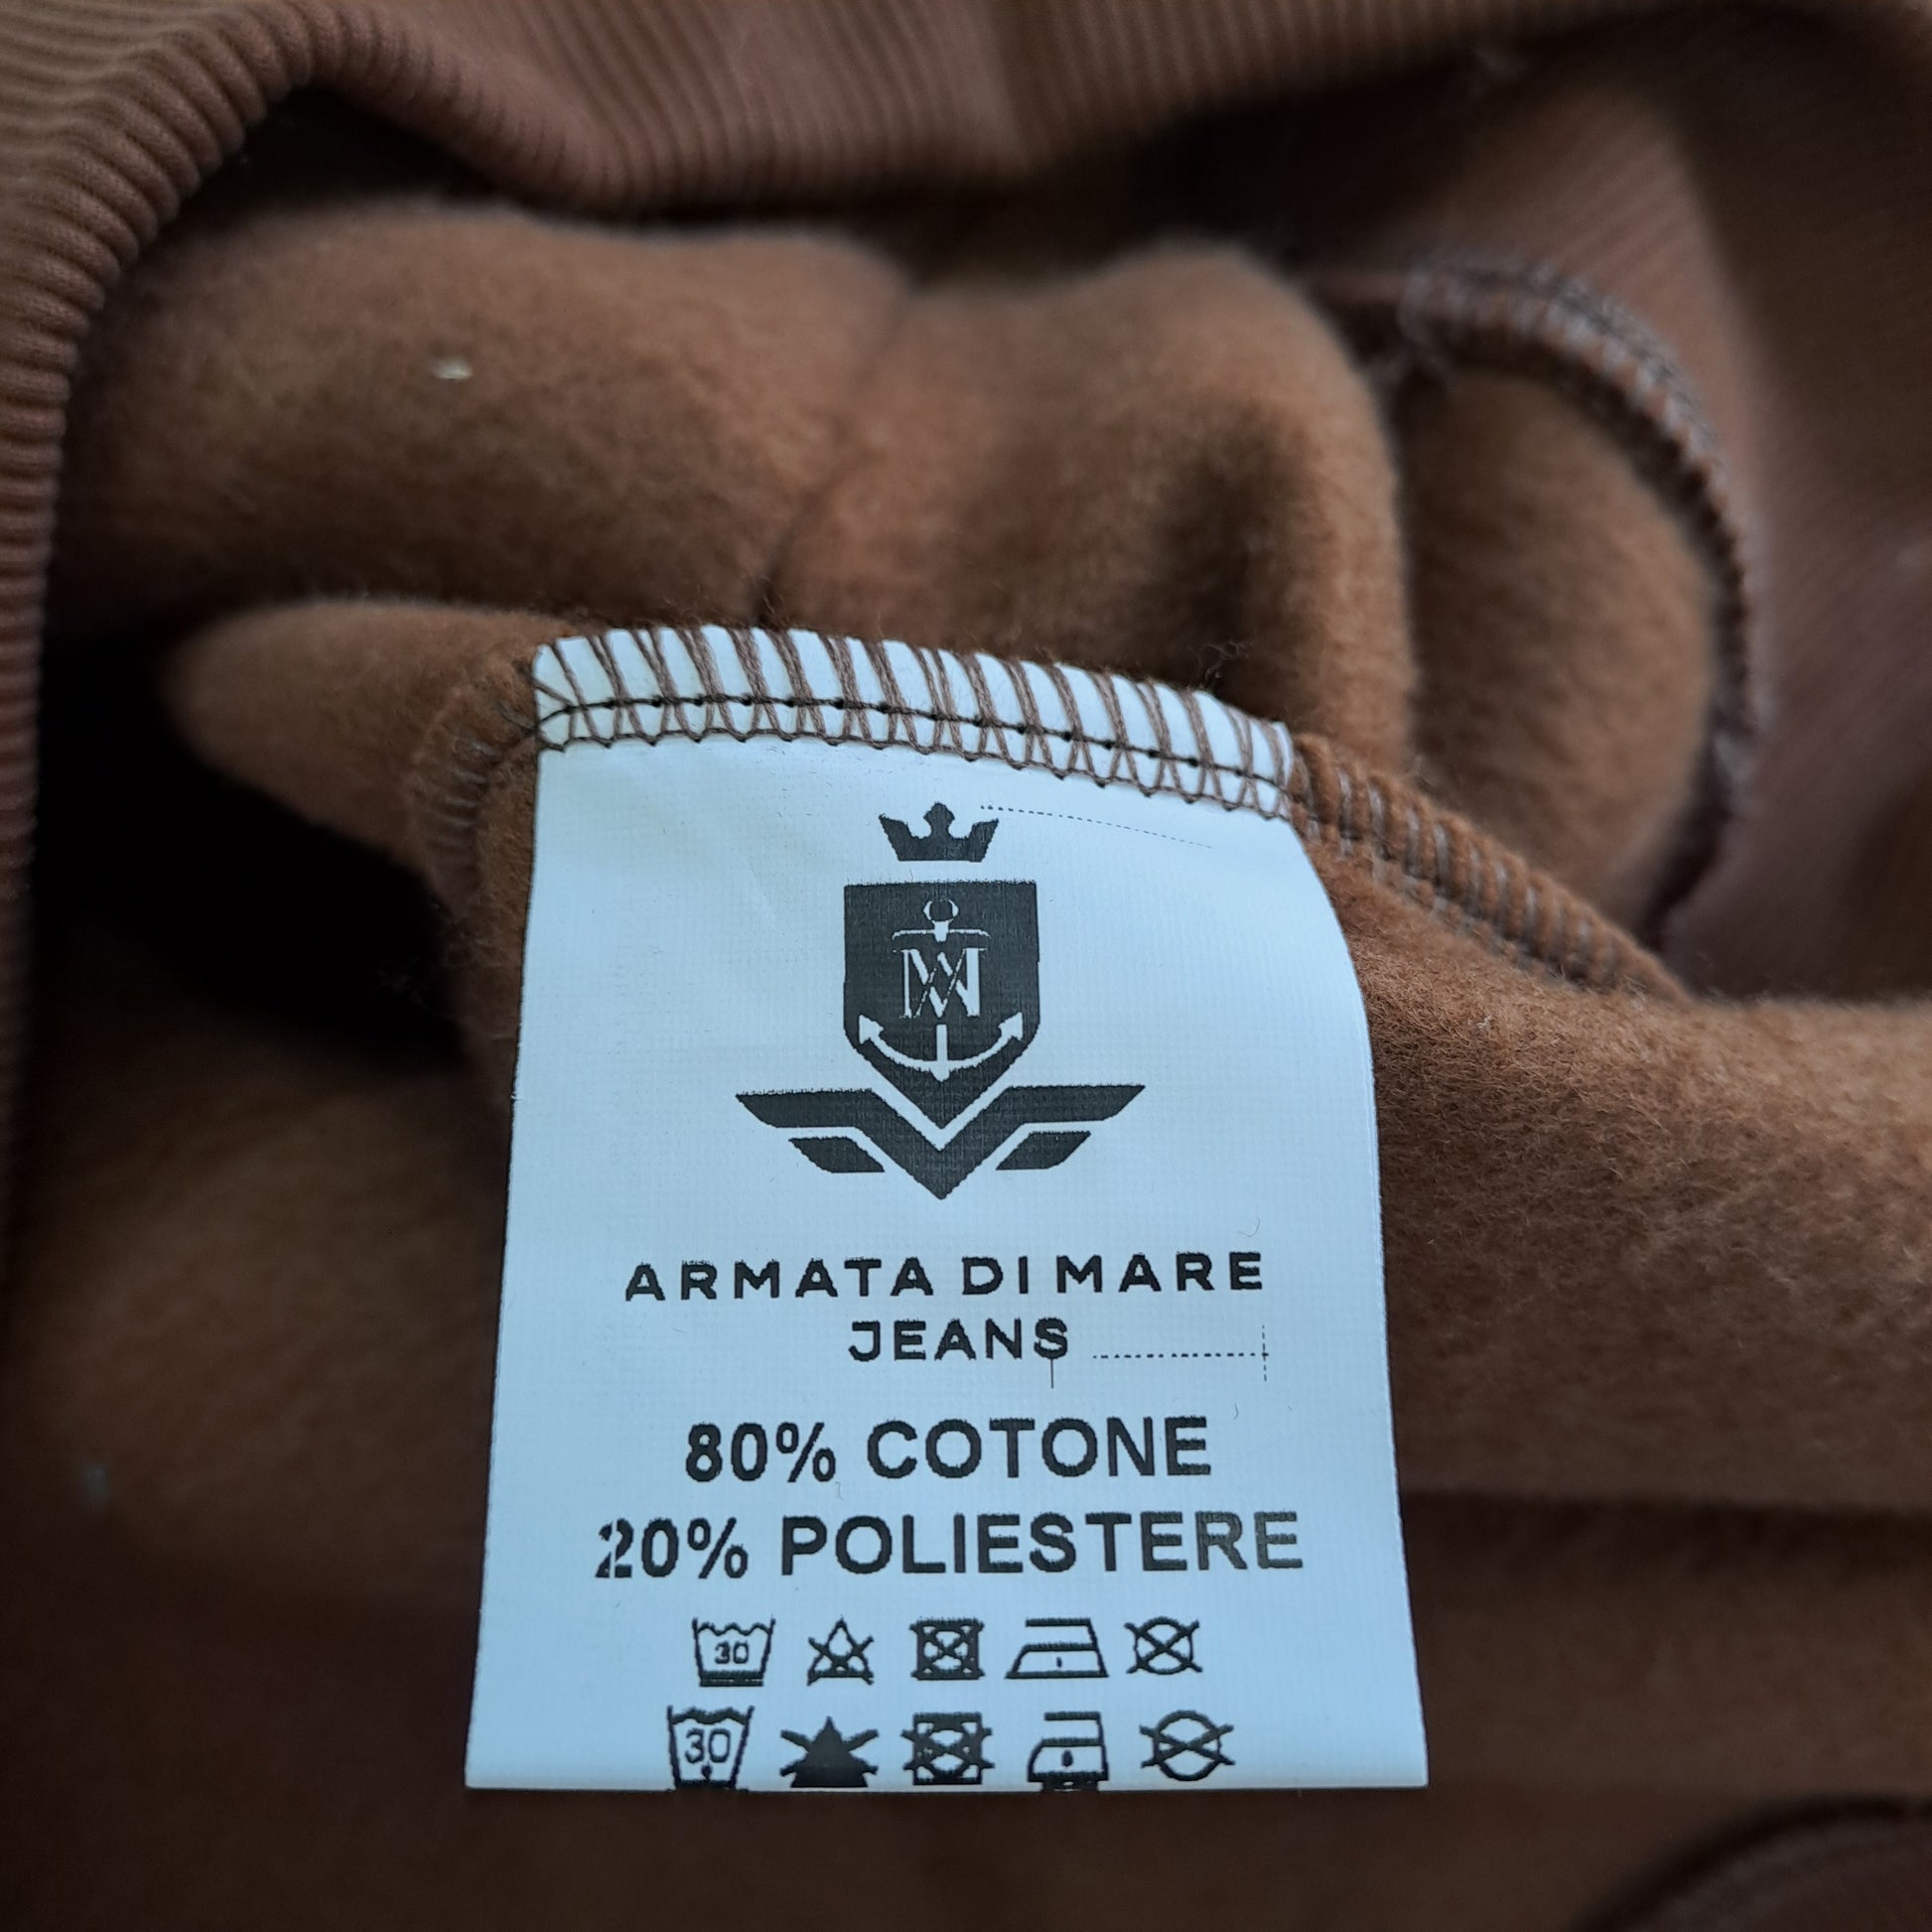 ARMATA DI MARE
JEANS
80% COTONE
20% POLIESTERE
30
30